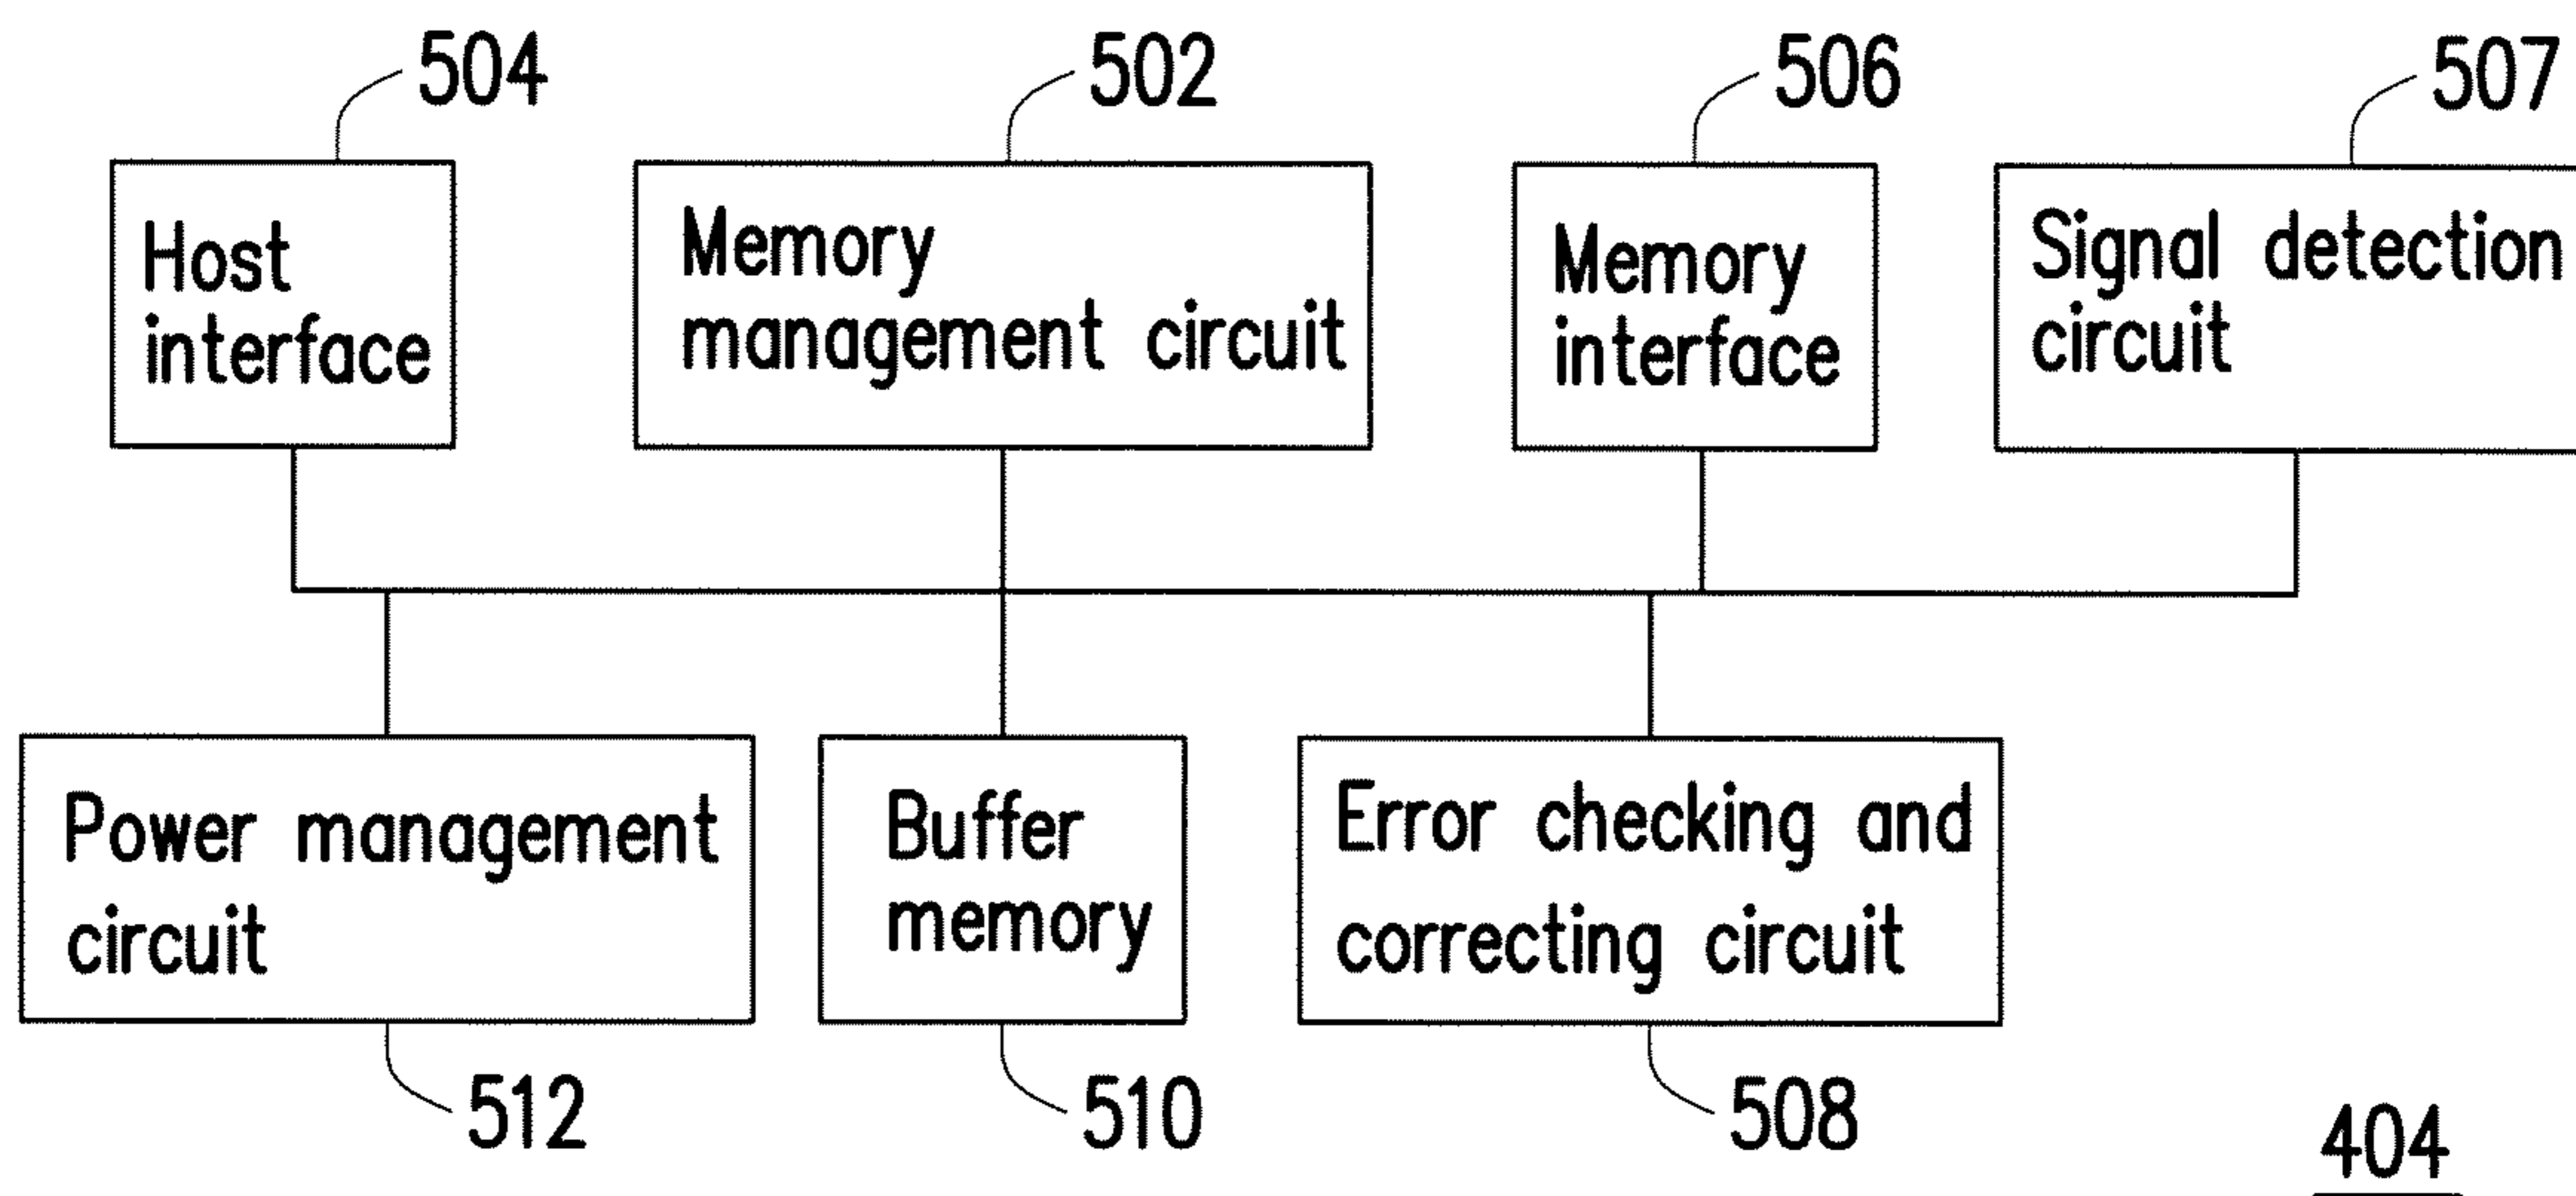 504
502
506
507
Host
interface
Memory
management circuit
Memory
interface
Signal detection
circuit
Power management
circuit
Buffer
memory
Error checking and
correcting circuit
512
510
508
404